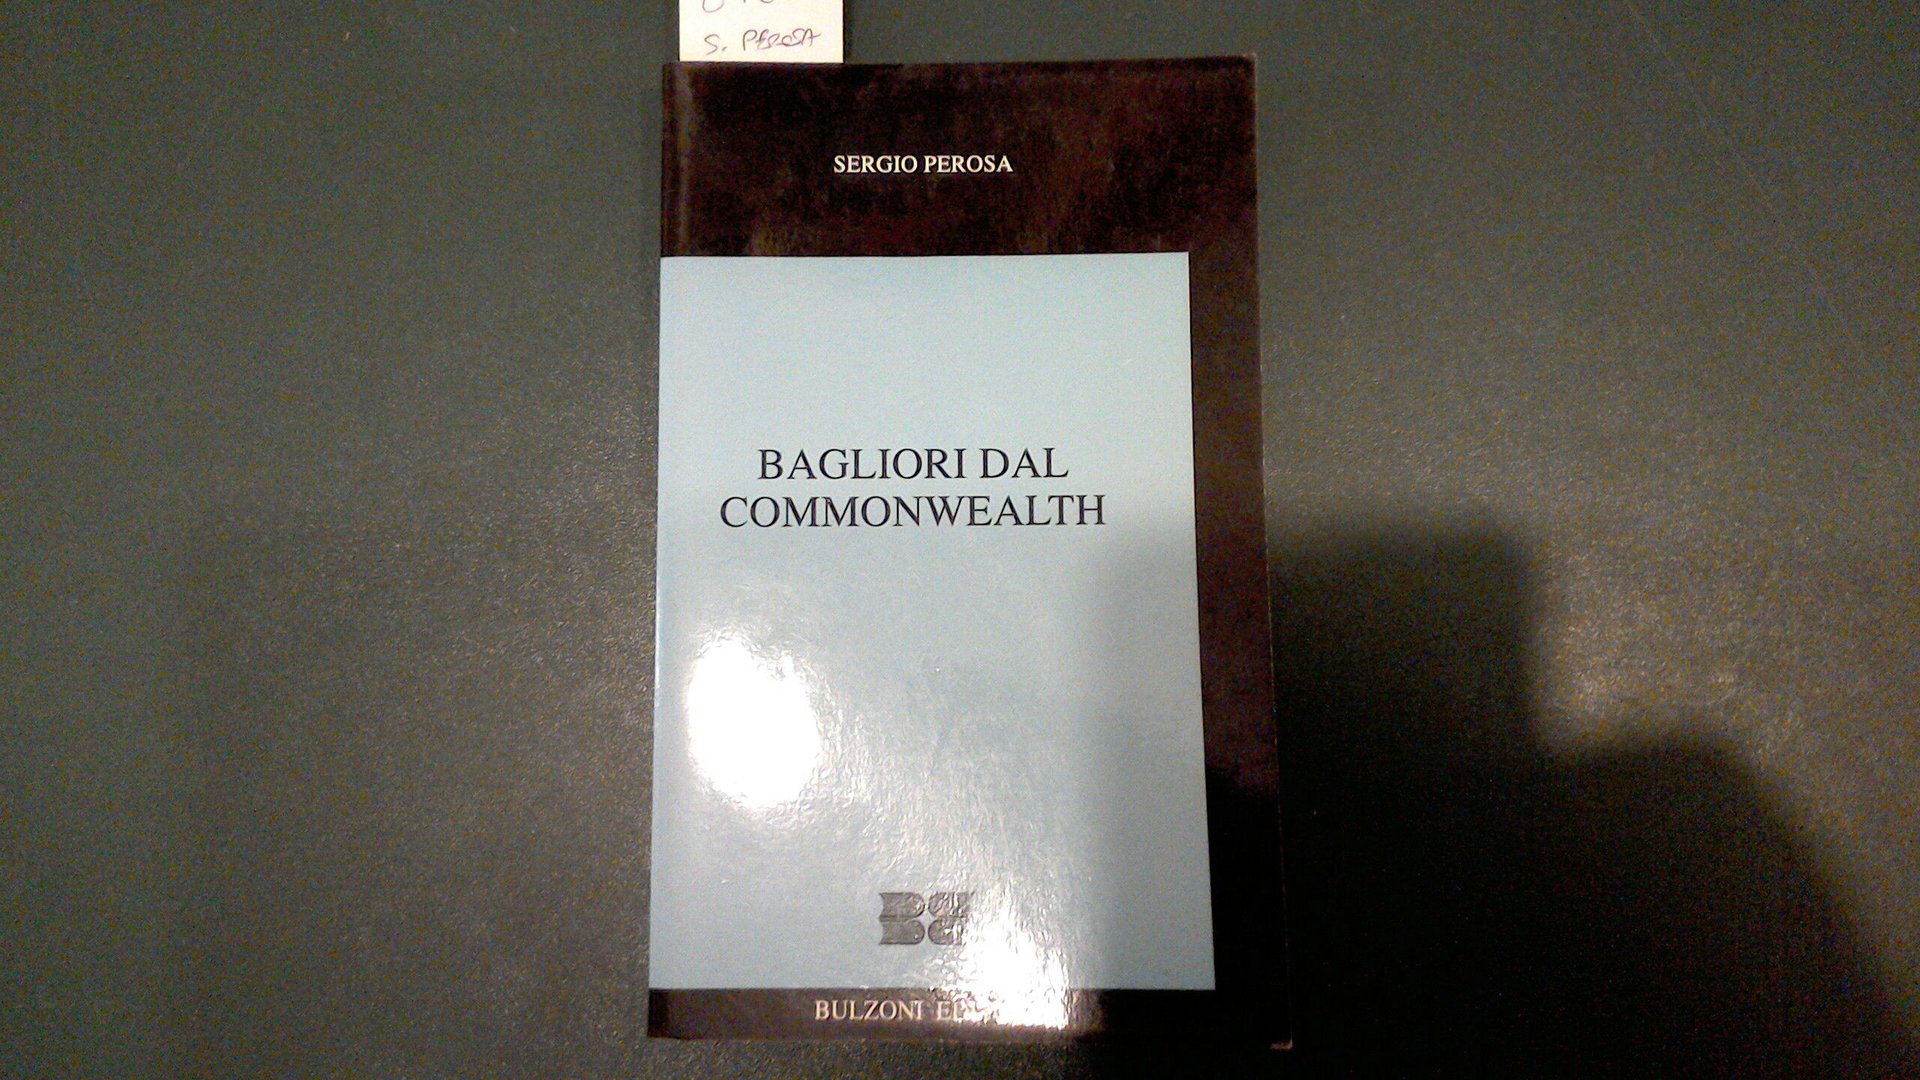 S. PEROSA
SERGIO PEROSA
BAGLIORI DAL
COMMONWEALTH
BULZONI